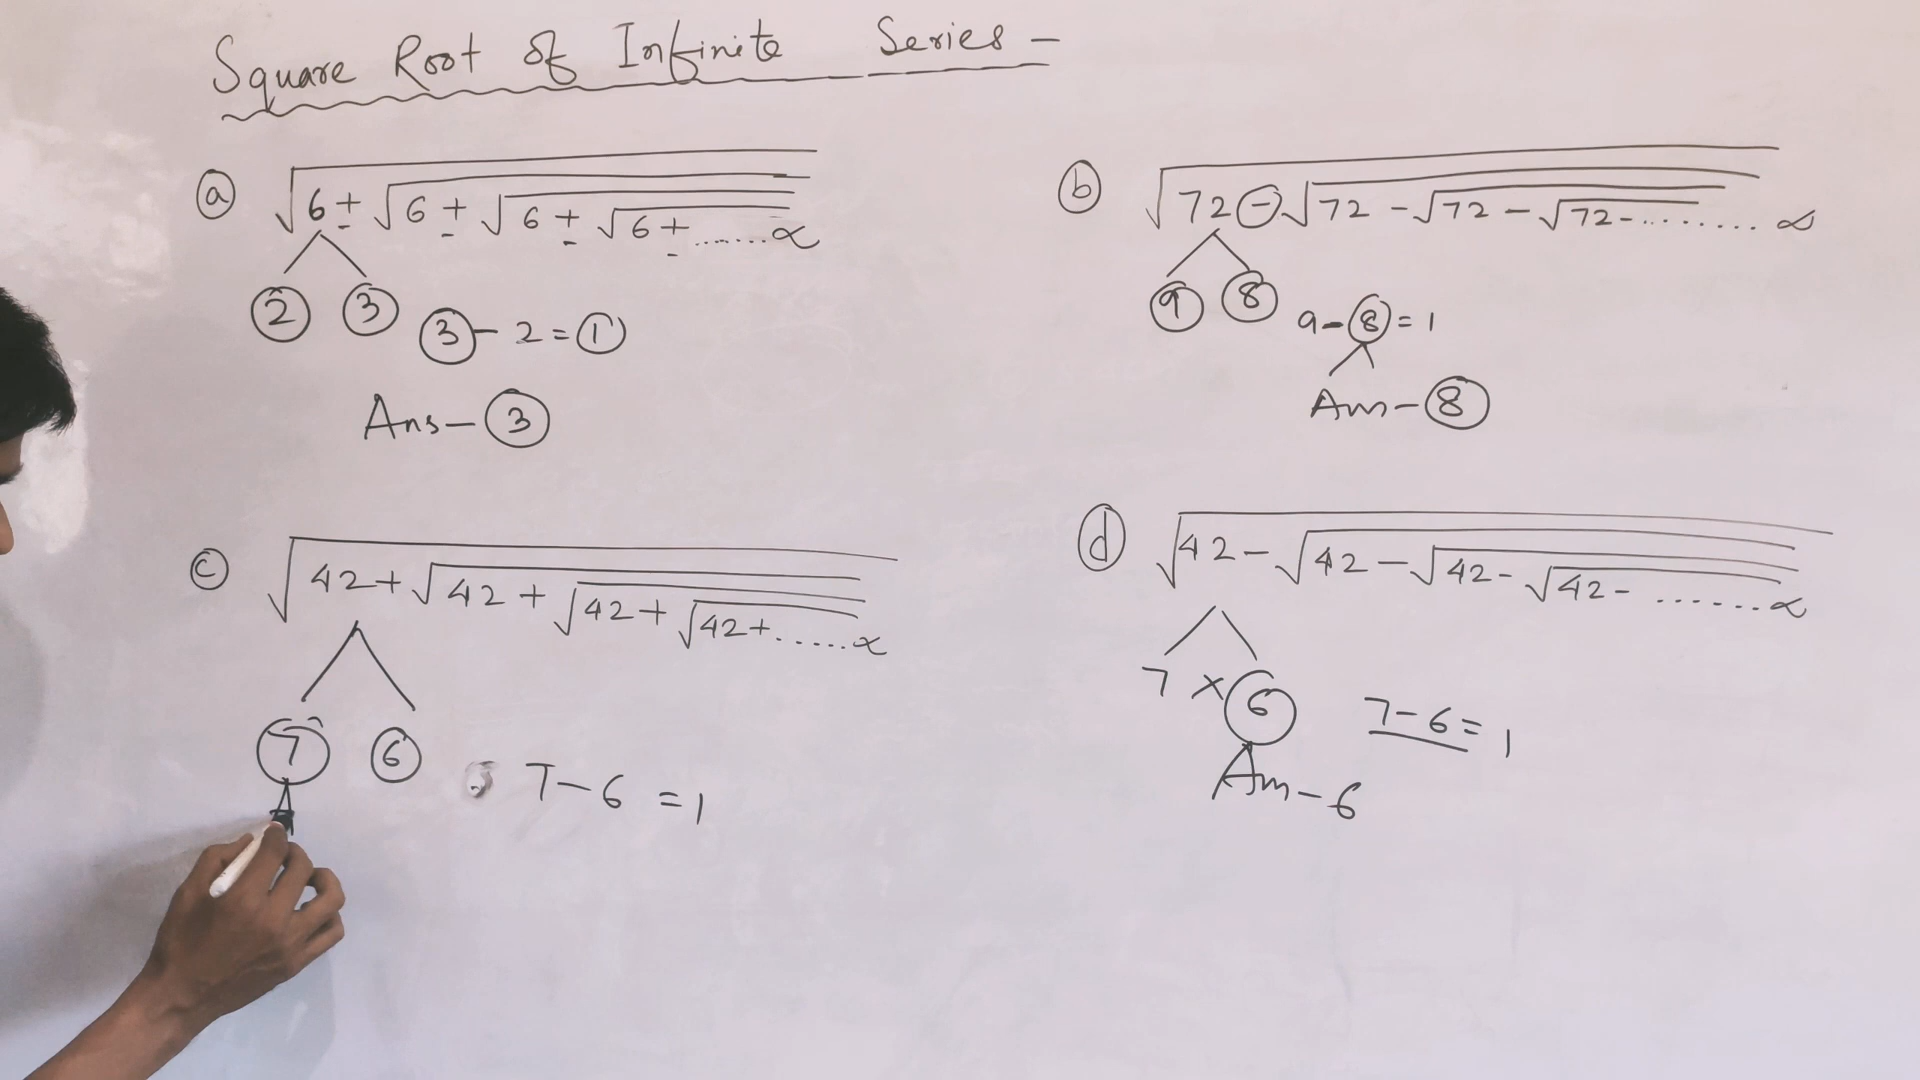 Square Root of Infinite Series -
(a) √6+√6+√6+√6+.......∝
2 3
3 - 2 = 1
Ans - 3
(b) √72-√72-√72-√72-........∝
9 8
9-8=1
Ans - 8
(c) √42+√42+√42+√42+......∝
7 6
7-6 =1
A
(d) √42-√42-√42-√42-.......∝
7 × 6
7-6= 1
Ans - 6